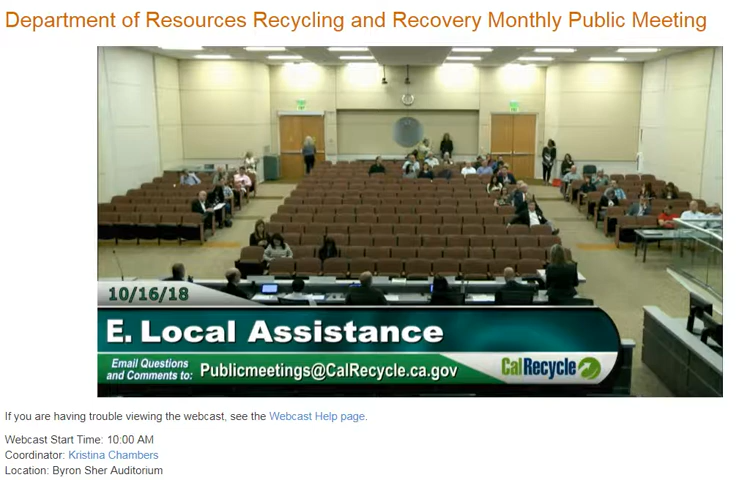 Department of Resources Recycling and Recovery Monthly Public Meeting
10/16/18
E. Local Assistance
Email Questions
and Comments to: Publicmeetings@CalRecycle.ca.gov
CalRecycle
If you are having trouble viewing the webcast, see the Webcast Help page.
Webcast Start Time: 10:00 AM
Coordinator: Kristina Chambers
Location: Byron Sher Auditorium